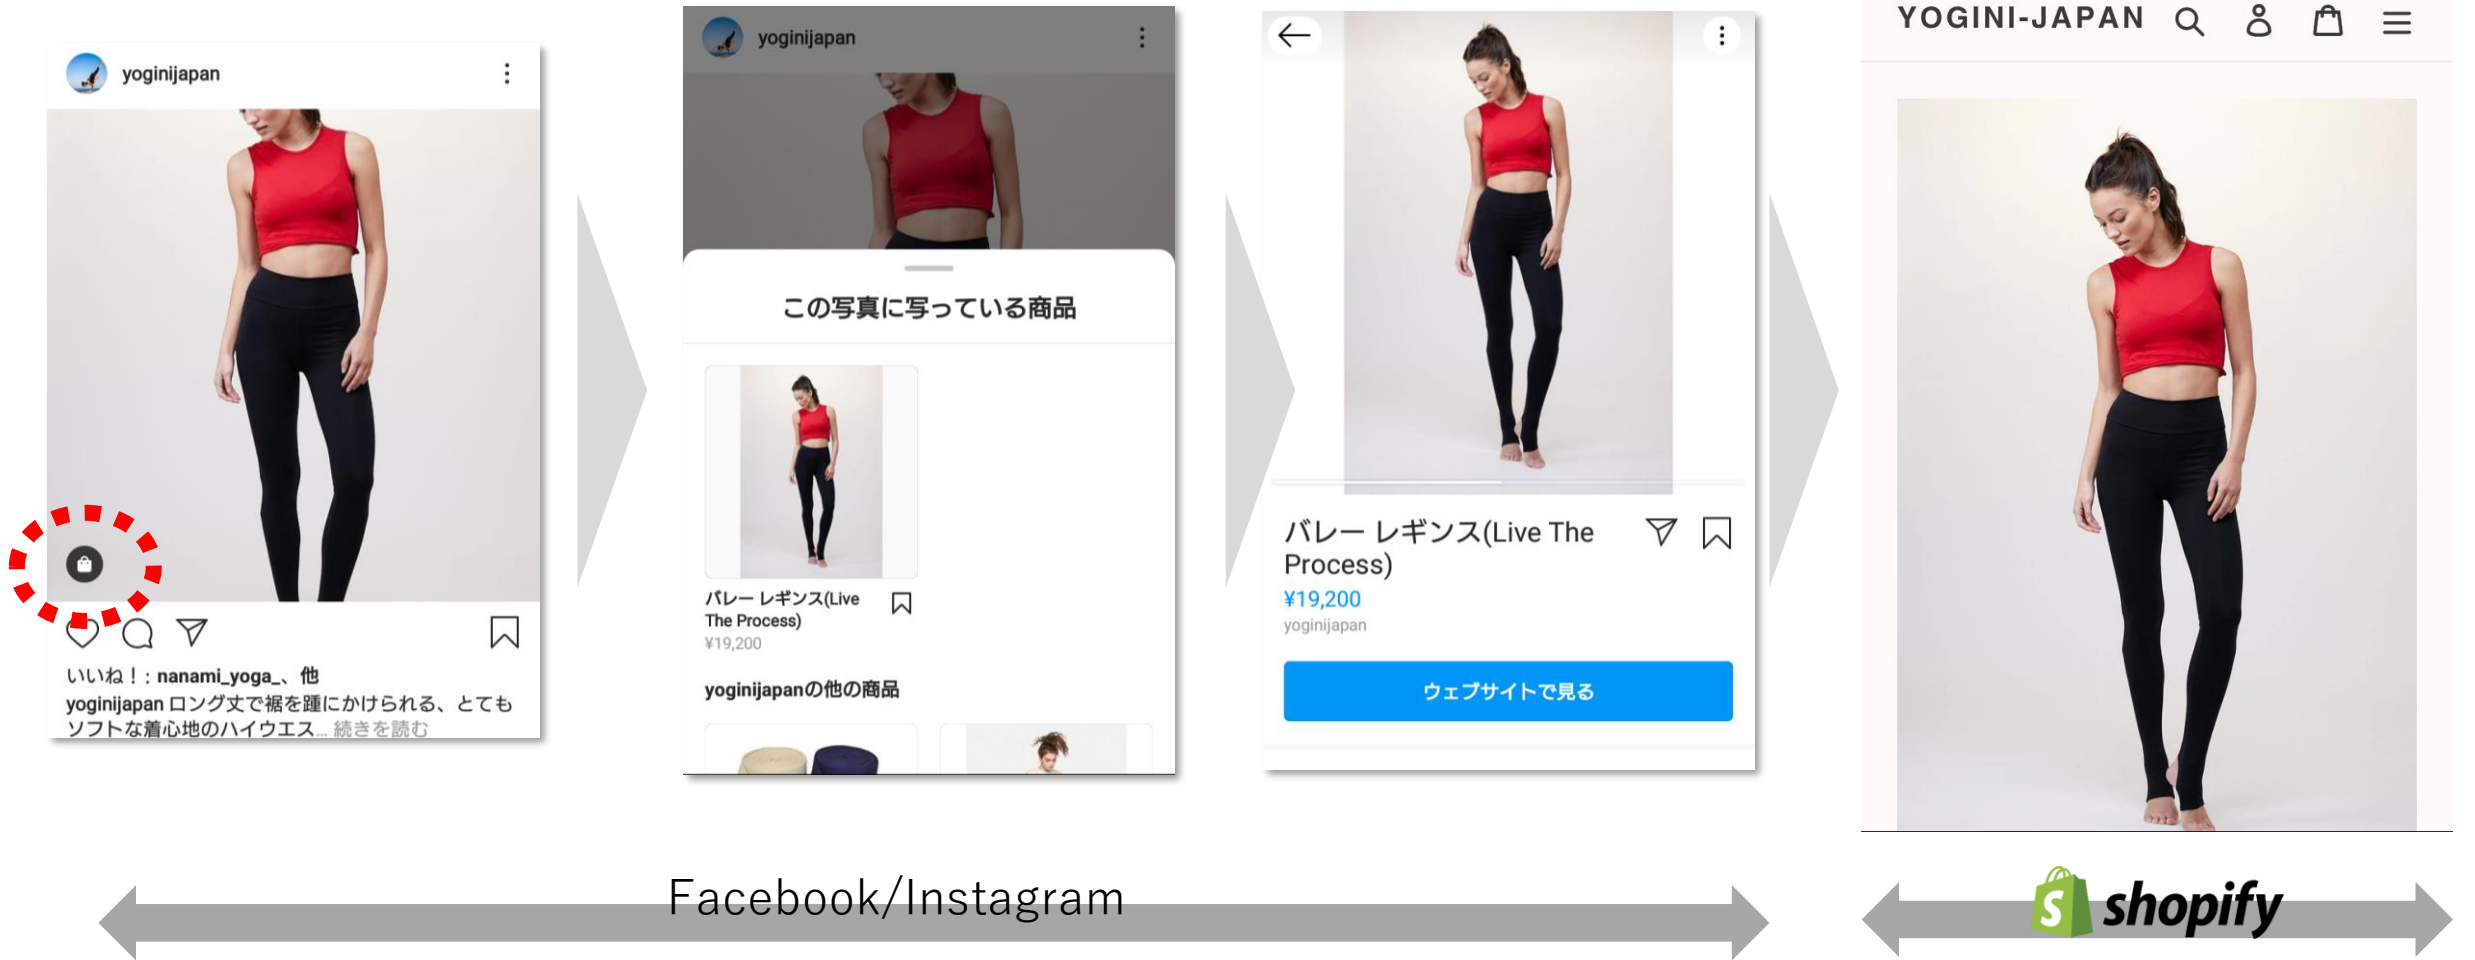 yoginijapan
いいね！: nanami_yoga_、他
yoginijapan ロング丈で裾を踵にかけられる、とても
ソフトな着心地のハイウエス... 続きを読む
yoginijapan
この写真に写っている商品
バレー レギンス(Live
The Process)
¥19,200
yoginijapanの他の商品
バレー レギンス(Live The
Process)
¥19,200
yoginijapan
ウェブサイトで見る
YOGINI-JAPAN
Facebook/Instagram
shopify